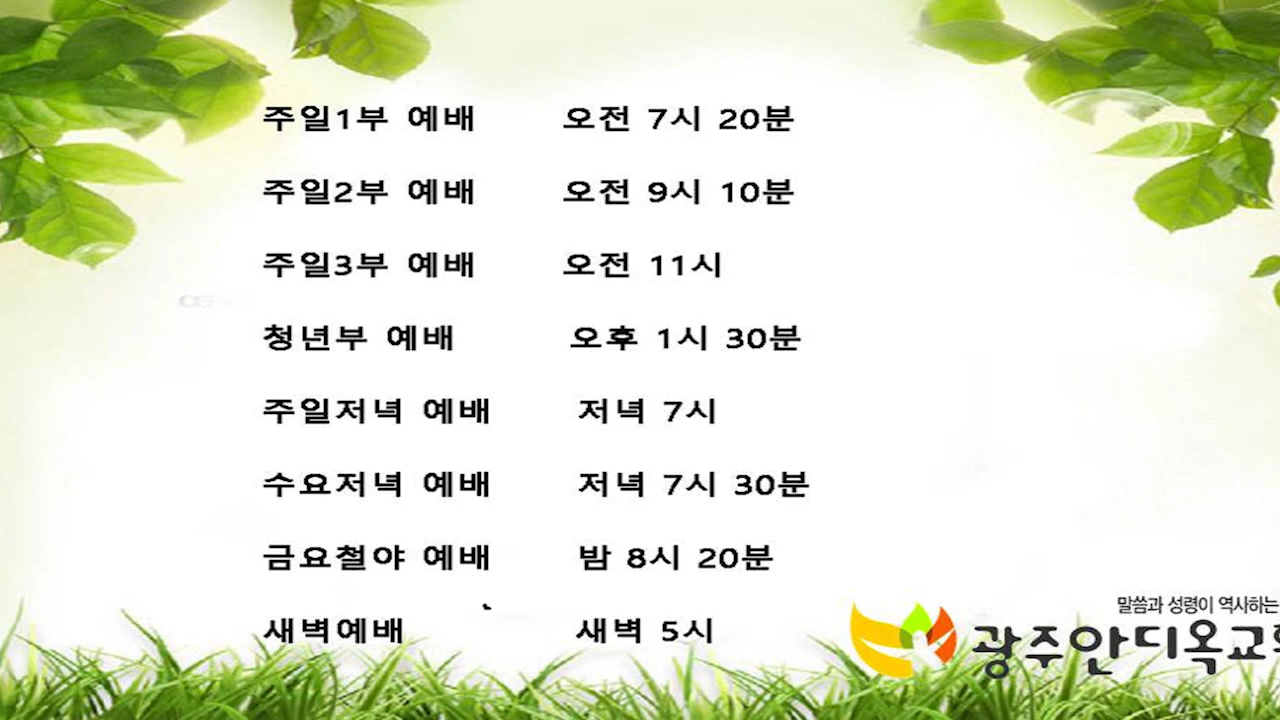 주일1부 예배 오전 7시 20분
주일2부 예배 오전 9시 10분
주일3부 예배 오전 11시
청년부 예배 오후 1시 30분
주일저녁 예배 저녁 7시
수요저녁 예배 저녁 7시 30분
금요철야 예배 밤 8시 20분
새벽예배 새벽 5시
말씀과 성령이 역사하는
광주안디옥교